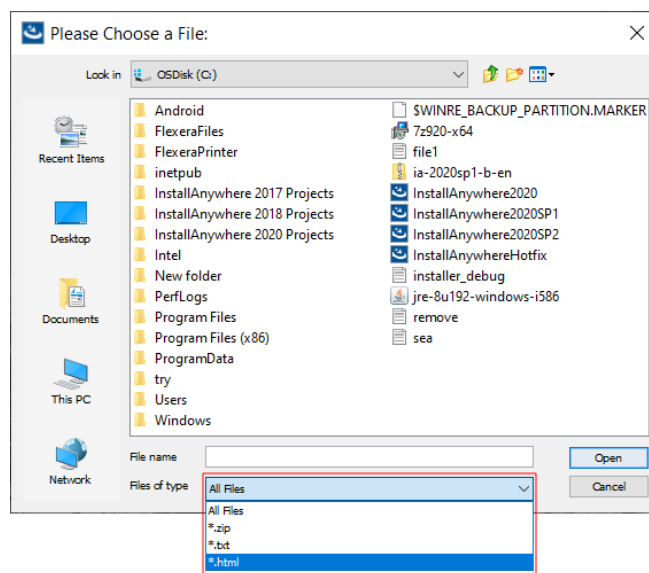 Please Choose a File:
Look in
OSDisk (C:)
Recent Items
Desktop
Documents
This PC
Network
Android
FlexeraFiles
FlexeraPrinter
inetpub
InstallAnywhere 2017 Projects
InstallAnywhere 2018 Projects
InstallAnywhere 2020 Projects
Intel
New folder
PerfLogs
Program Files
Program Files (x86)
ProgramData
try
Users
Windows
$WINRE_BACKUP_PARTITION.MARKER
7z920-x64
file1
ia-2020sp1-b-en
InstallAnywhere2020
InstallAnywhere2020SP1
InstallAnywhere2020SP2
InstallAnywhereHotfix
installer_debug
jre-8u192-windows-i586
remove
sea
File name
Open
Files of type
All Files
Cancel
All Files
*.zip
*.txt
*.html